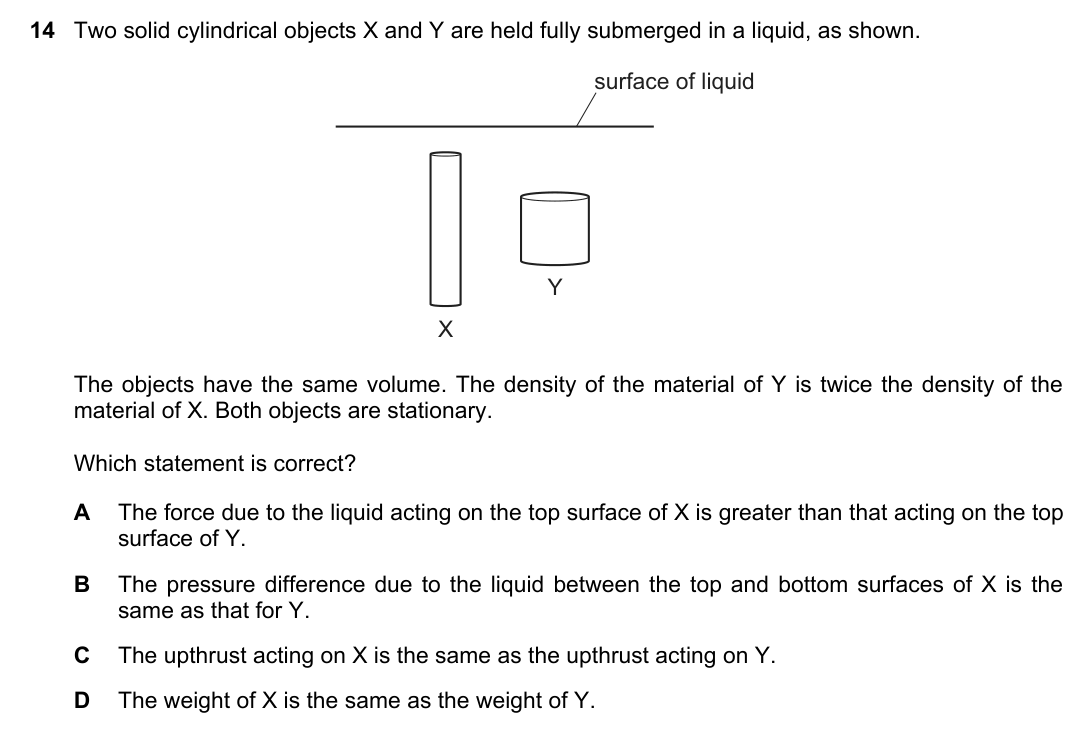 14 Two solid cylindrical objects X and Y are held fully submerged in a liquid, as shown.
surface of liquid
Y
X
The objects have the same volume. The density of the material of Y is twice the density of the
material of X. Both objects are stationary.
Which statement is correct?
A The force due to the liquid acting on the top surface of X is greater than that acting on the top
surface of Y.
B The pressure difference due to the liquid between the top and bottom surfaces of X is the
same as that for Y.
C The upthrust acting on X is the same as the upthrust acting on Y.
D The weight of X is the same as the weight of Y.